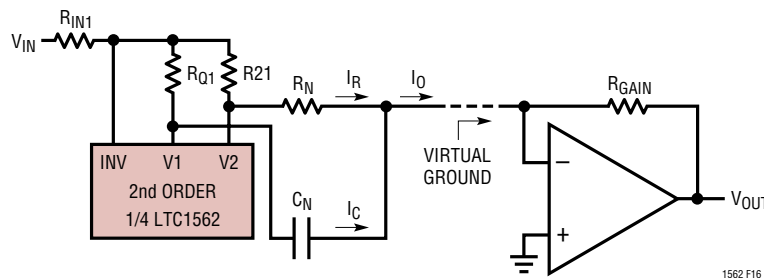 R_IN1
V_IN
R_Q1
R21
R_N
I_R
I_O
R_GAIN
INV V1 V2
2nd ORDER
1/4 LTC1562
C_N
I_C
VIRTUAL
GROUND
–
+
V_OUT
1562 F16